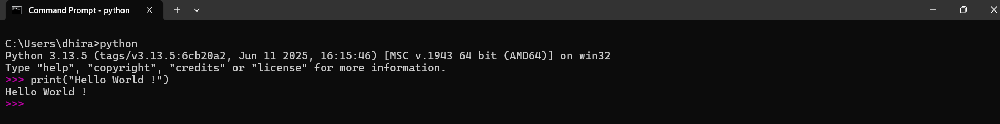 Command Prompt - python
C:\Users\dhira>python
Python 3.13.5 (tags/v3.13.5:6cb20a2, Jun 11 2025, 16:15:46) [MSC v.1943 64 bit (AMD64)] on win32
Type "help", "copyright", "credits" or "license" for more information.
>>> print("Hello World !")
Hello World !
>>>